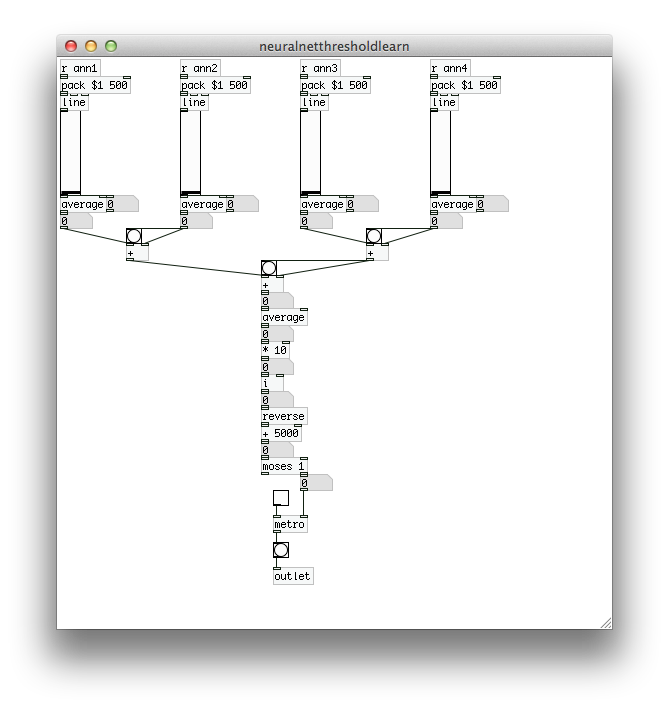 neuralnetthresholdlearn
r ann1 r ann2 r ann3 r ann4
pack $1 500 pack $1 500 pack $1 500 pack $1 500
line line line line
average 0 average 0 average 0 average 0
0 0 0 0
+ +
+
0
average
0
* 10
0
i
0
reverse
+ 5000
0
moses 1
0
metro
outlet